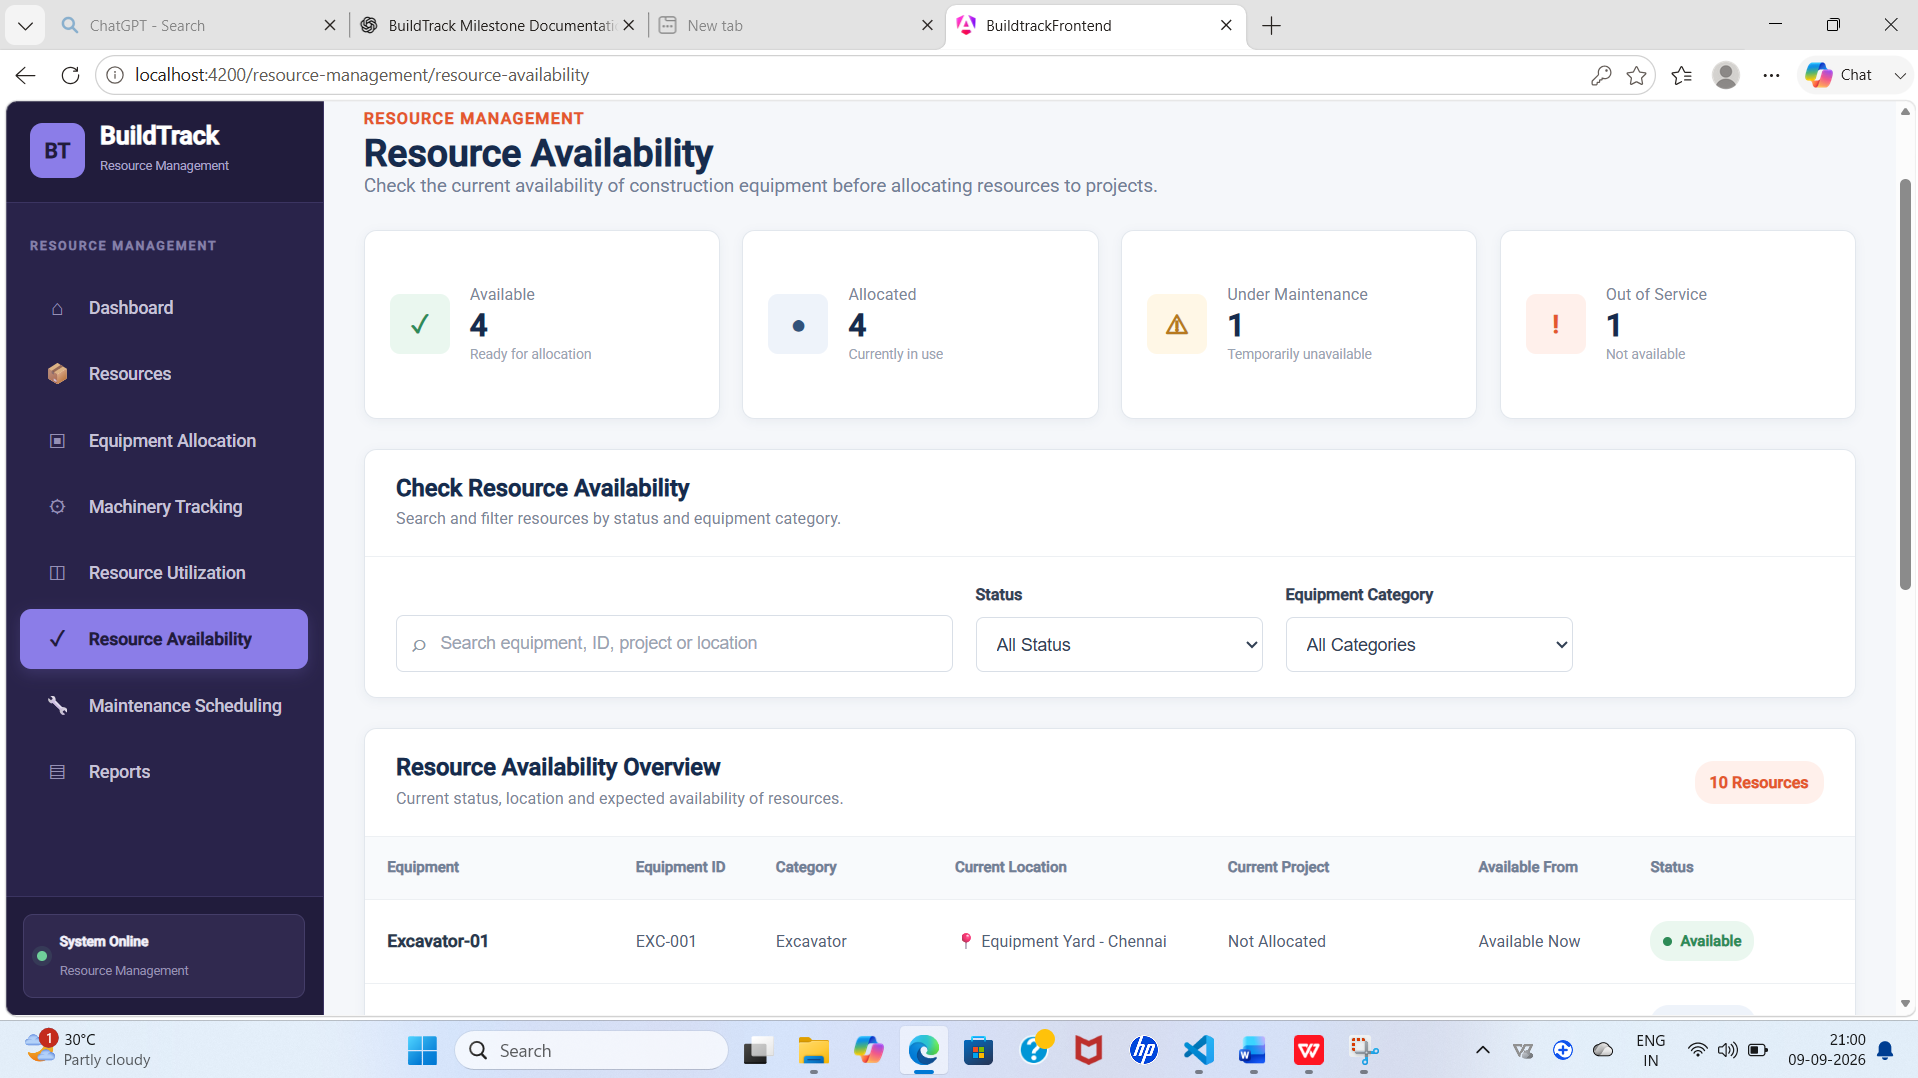 ChatGPT - Search
BuildTrack Milestone Documentati
New tab
BuildtrackFrontend
localhost:4200/resource-management/resource-availability
Chat
BT
BuildTrack
Resource Management
RESOURCE MANAGEMENT
Dashboard
Resources
Equipment Allocation
Machinery Tracking
Resource Utilization
Resource Availability
Maintenance Scheduling
Reports
System Online
Resource Management
RESOURCE MANAGEMENT
Resource Availability
Check the current availability of construction equipment before allocating resources to projects.
Available
4
Ready for allocation
Allocated
4
Currently in use
Under Maintenance
1
Temporarily unavailable
!
Out of Service
1
Not available
Check Resource Availability
Search and filter resources by status and equipment category.
Search equipment, ID, project or location
Status
All Status
Equipment Category
All Categories
Resource Availability Overview
Current status, location and expected availability of resources.
10 Resources
Equipment Equipment ID Category Current Location Current Project Available From Status
Excavator-01 EXC-001 Excavator Equipment Yard - Chennai Not Allocated Available Now Available
1
30°C
Partly cloudy
Search
ENG
IN
21:00
09-09-2026